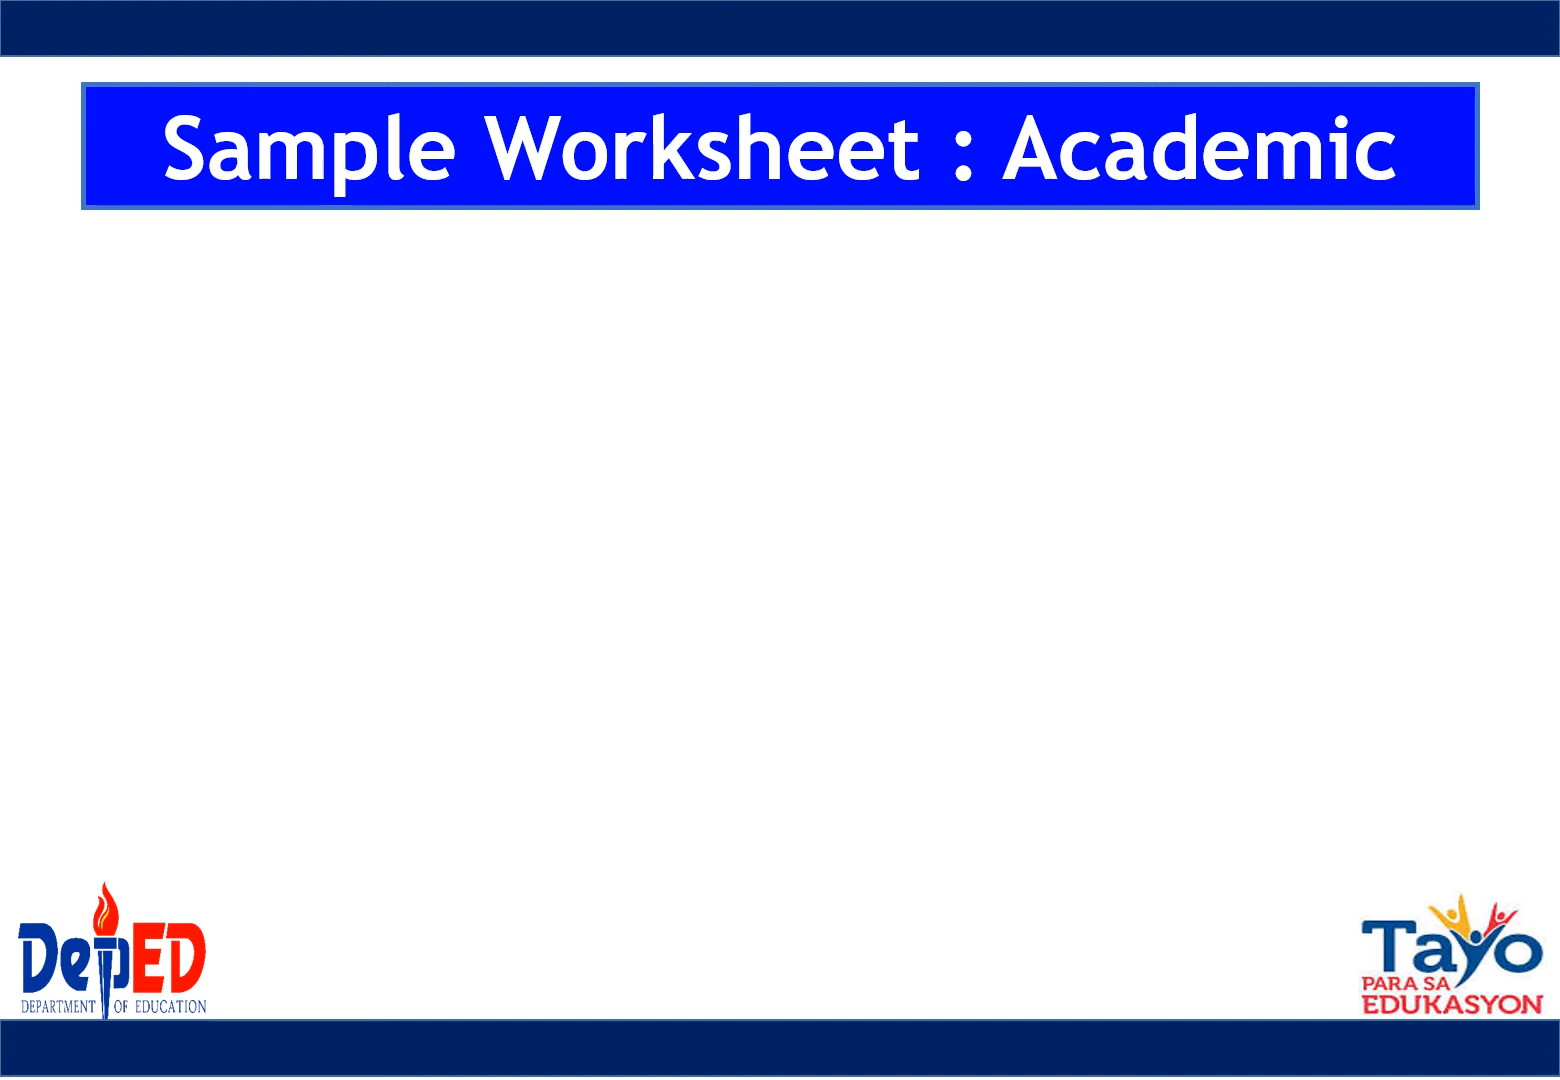 Sample Worksheet : Academic
DepED
DEPARTMENT OF EDUCATION
Tayo
PARA SA
EDUKASYON